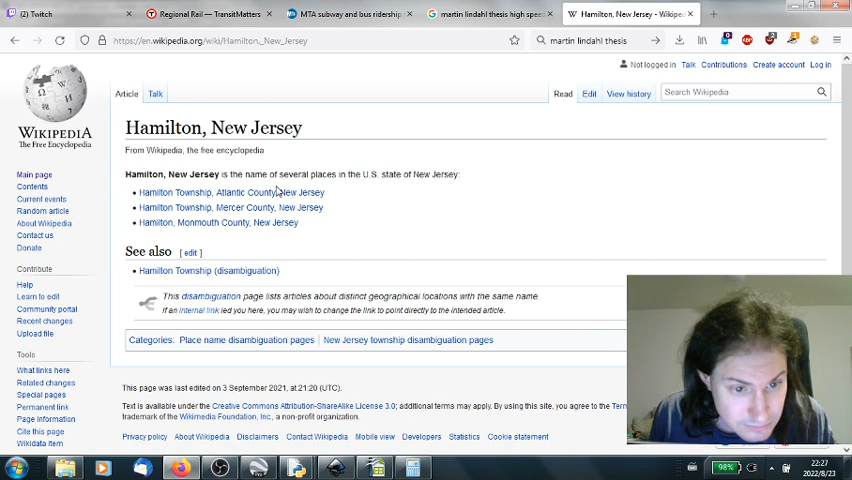 (2) Twitch
Regional Rail — TransitMatters
MTA subway and bus ridership
martin lindahl thesis high speed
Hamilton, New Jersey - Wikipedia
https://en.wikipedia.org/wiki/Hamilton,_New_Jersey
martin lindahl thesis
Not logged in Talk Contributions Create account Log in
Article Talk
Read Edit View history
Search Wikipedia
WIKIPEDIA
The Free Encyclopedia
Main page
Contents
Current events
Random article
About Wikipedia
Contact us
Donate
Contribute
Help
Learn to edit
Community portal
Recent changes
Upload file
Tools
What links here
Related changes
Special pages
Permanent link
Page information
Cite this page
Wikidata item
Hamilton, New Jersey
From Wikipedia, the free encyclopedia
Hamilton, New Jersey is the name of several places in the U.S. state of New Jersey:
Hamilton Township, Atlantic County, New Jersey
Hamilton Township, Mercer County, New Jersey
Hamilton, Monmouth County, New Jersey
See also [ edit ]
Hamilton Township (disambiguation)
This disambiguation page lists articles about distinct geographical locations with the same name.
If an internal link led you here, you may wish to change the link to point directly to the intended article.
Categories: Place name disambiguation pages New Jersey township disambiguation pages
This page was last edited on 3 September 2021, at 21:20 (UTC).
Text is available under the Creative Commons Attribution-ShareAlike License 3.0; additional terms may apply. By using this site, you agree to the Term
trademark of the Wikimedia Foundation, Inc., a non-profit organization.
Privacy policy About Wikipedia Disclaimers Contact Wikipedia Mobile view Developers Statistics Cookie statement
98%
22:27
2022/8/23